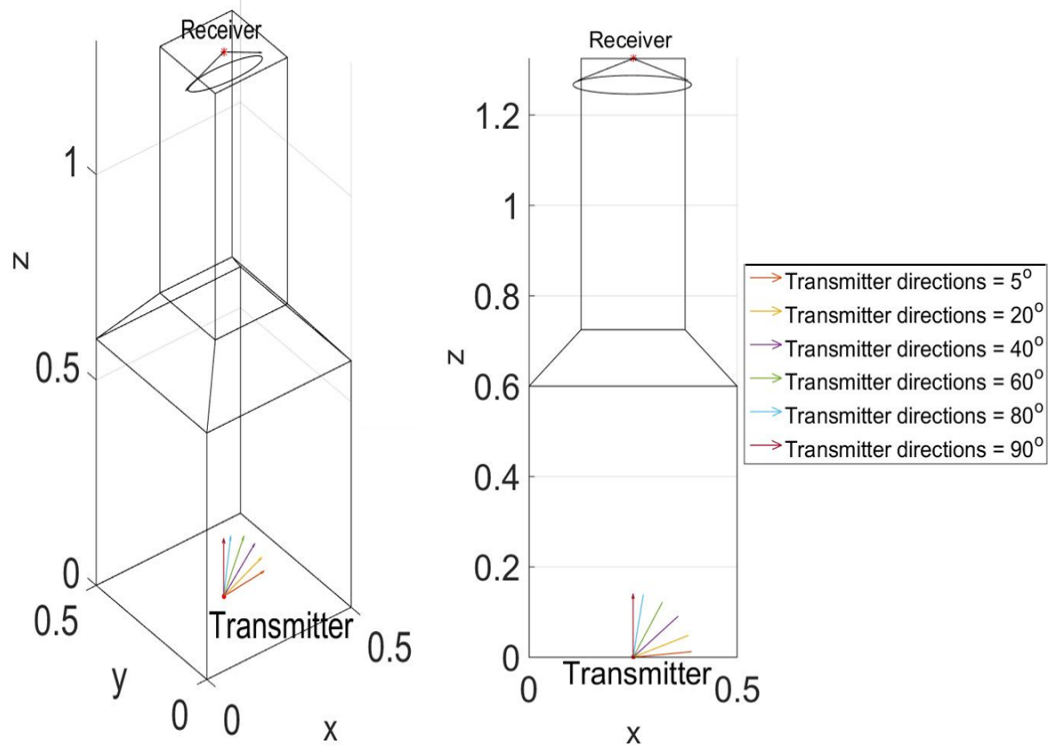 Receiver
1
z
0.5
0
0.5
Transmitter
0.5
y
0
0
x
Receiver
1.2
1
0.8
z
0.6
0.4
0.2
0
Transmitter
0
0.5
x
Transmitter directions = 5°
Transmitter directions = 20°
Transmitter directions = 40°
Transmitter directions = 60°
Transmitter directions = 80°
Transmitter directions = 90°